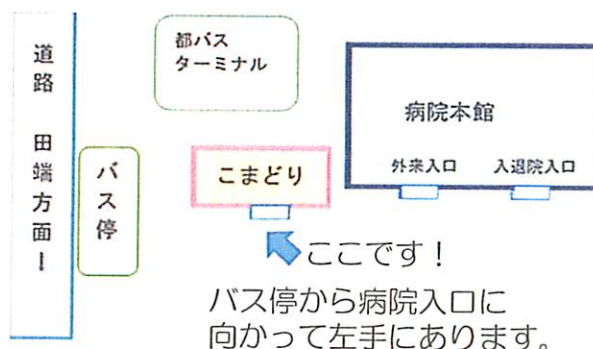 道路 田端方面ー
バス停
都バス
ターミナル
こまどり
病院本館
外来入口
入退院入口
ここです！
バス停から病院入口に
向かって左手にあります。